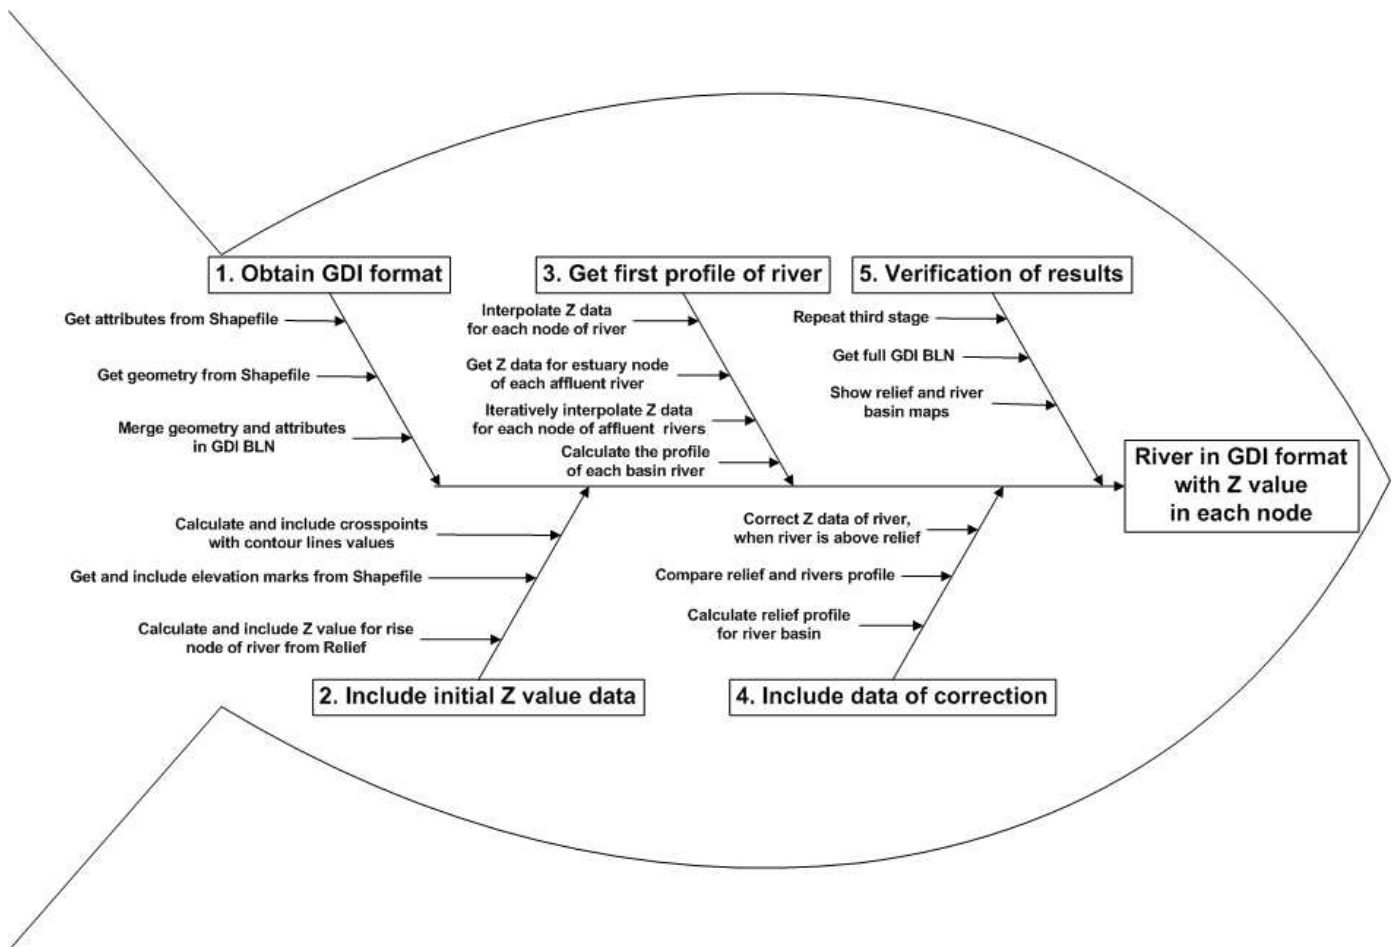 1. Obtain GDI format
Get attributes from Shapefile
Get geometry from Shapefile
Merge geometry and attributes
in GDI BLN
3. Get first profile of river
Interpolate Z data
for each node of river
Get Z data for estuary node
of each affluent river
Iteratively interpolate Z data
for each node of affluent rivers
Calculate the profile
of each basin river
5. Verification of results
Repeat third stage
Get full GDI BLN
Show relief and river
basin maps
River in GDI format
with Z value
in each node
Calculate and include crosspoints
with contour lines values
Get and include elevation marks from Shapefile
Calculate and include Z value for rise
node of river from Relief
2. Include initial Z value data
Correct Z data of river,
when river is above relief
Compare relief and rivers profile
Calculate relief profile
for river basin
4. Include data of correction